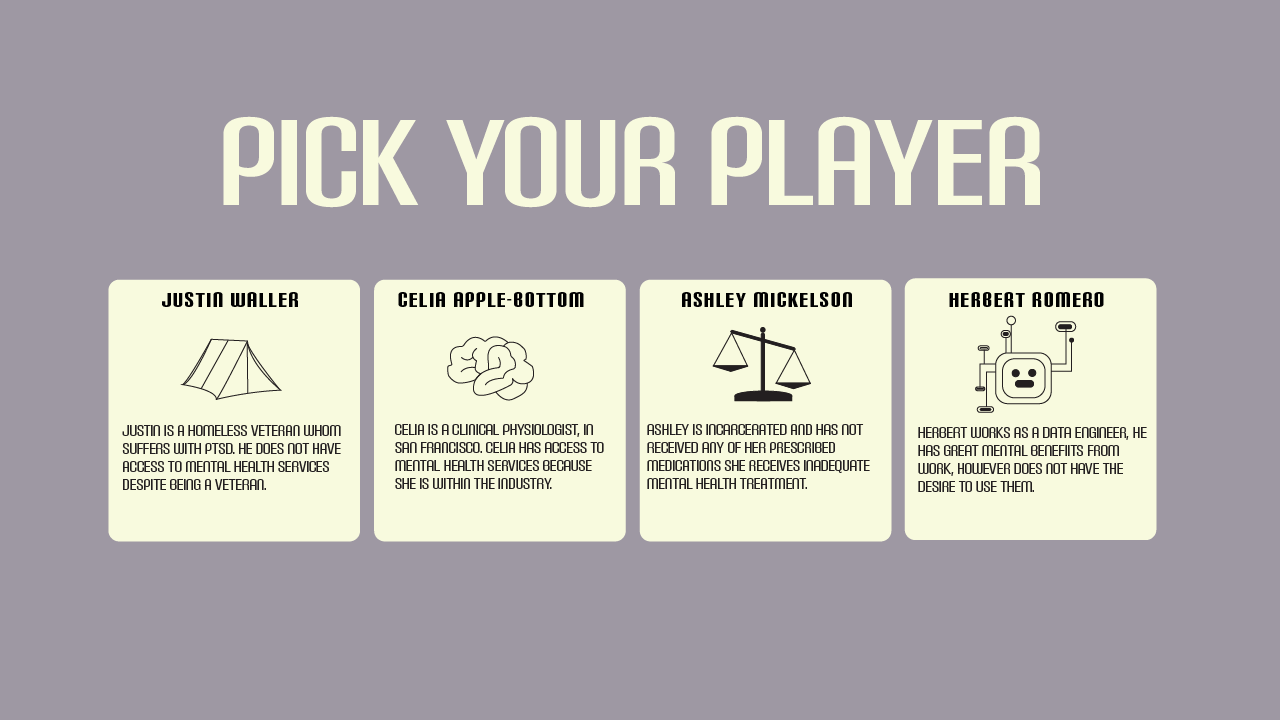 PICK YOUR PLAYER
JUSTIN WALLER
JUSTIN IS A HOMELESS VETERAN WHOM
SUFFERS WITH PTSD. HE DOES NOT HAVE
ACCESS TO MENTAL HEALTH SERVICES
DESPITE BEING A VETERAN.
CELIA APPLE-BOTTOM
CELIA IS A CLINICAL PHYSIOLOGIST, IN
SAN FRANCISCO. CELIA HAS ACCESS TO
MENTAL HEALTH SERVICES BECAUSE
SHE IS WITHIN THE INDUSTRY.
ASHLEY MICKELSON
ASHLEY IS INCARCERATED AND HAS NOT
RECEIVED ANY OF HER PRESCRIBED
MEDICATIONS SHE RECEIVES INADEQUATE
MENTAL HEALTH TREATMENT.
HERBERT ROMERO
HERBERT WORKS AS A DATA ENGINEER, HE
HAS GREAT MENTAL BENEFIITS FROM
WORK, HOWEVER DOES NOT HAVE THE
DESIRE TO USE THEM.